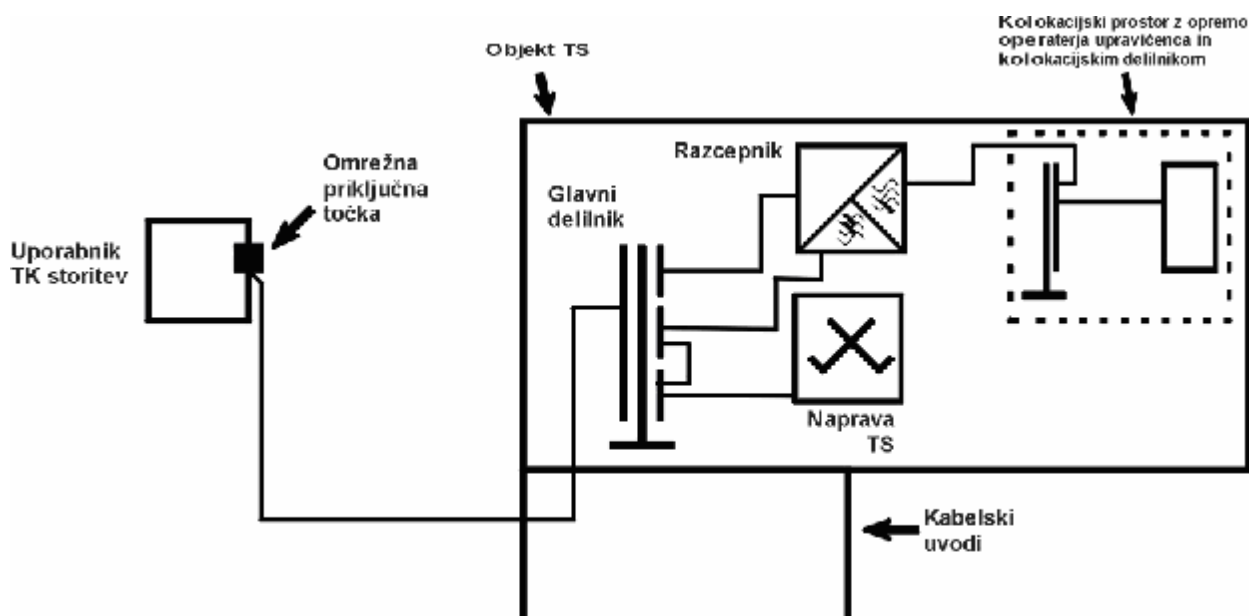 Kolokacijski prostor z opremo
operaterja upravičenca in
kolokacijskim delilnikom
Objekt TS
Razcepnik
Omrežna
priključna
točka
Glavni
delilnik
Uporabnik
TK storitev
Naprava
TS
Kabelski
uvodi